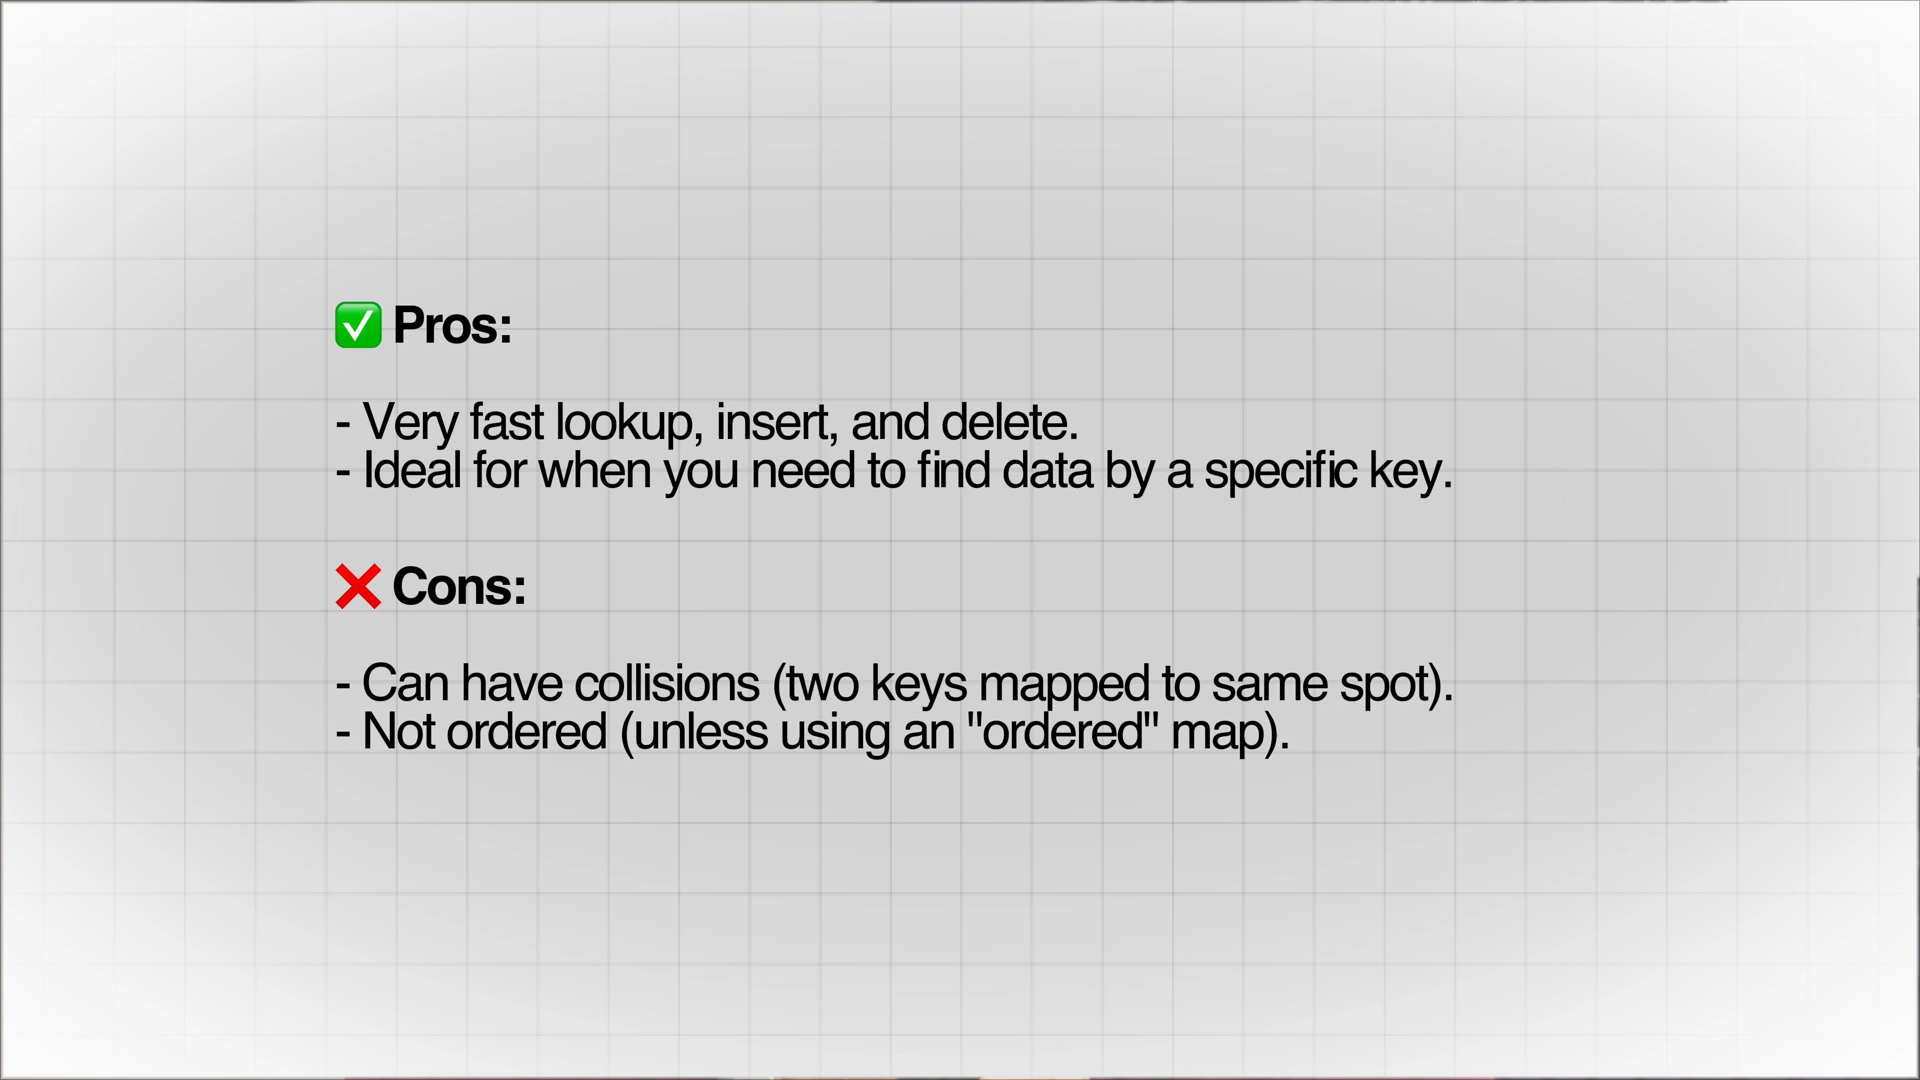 ✅ Pros:
- Very fast lookup, insert, and delete.
- Ideal for when you need to find data by a specific key.
❌ Cons:
- Can have collisions (two keys mapped to same spot).
- Not ordered (unless using an "ordered" map).